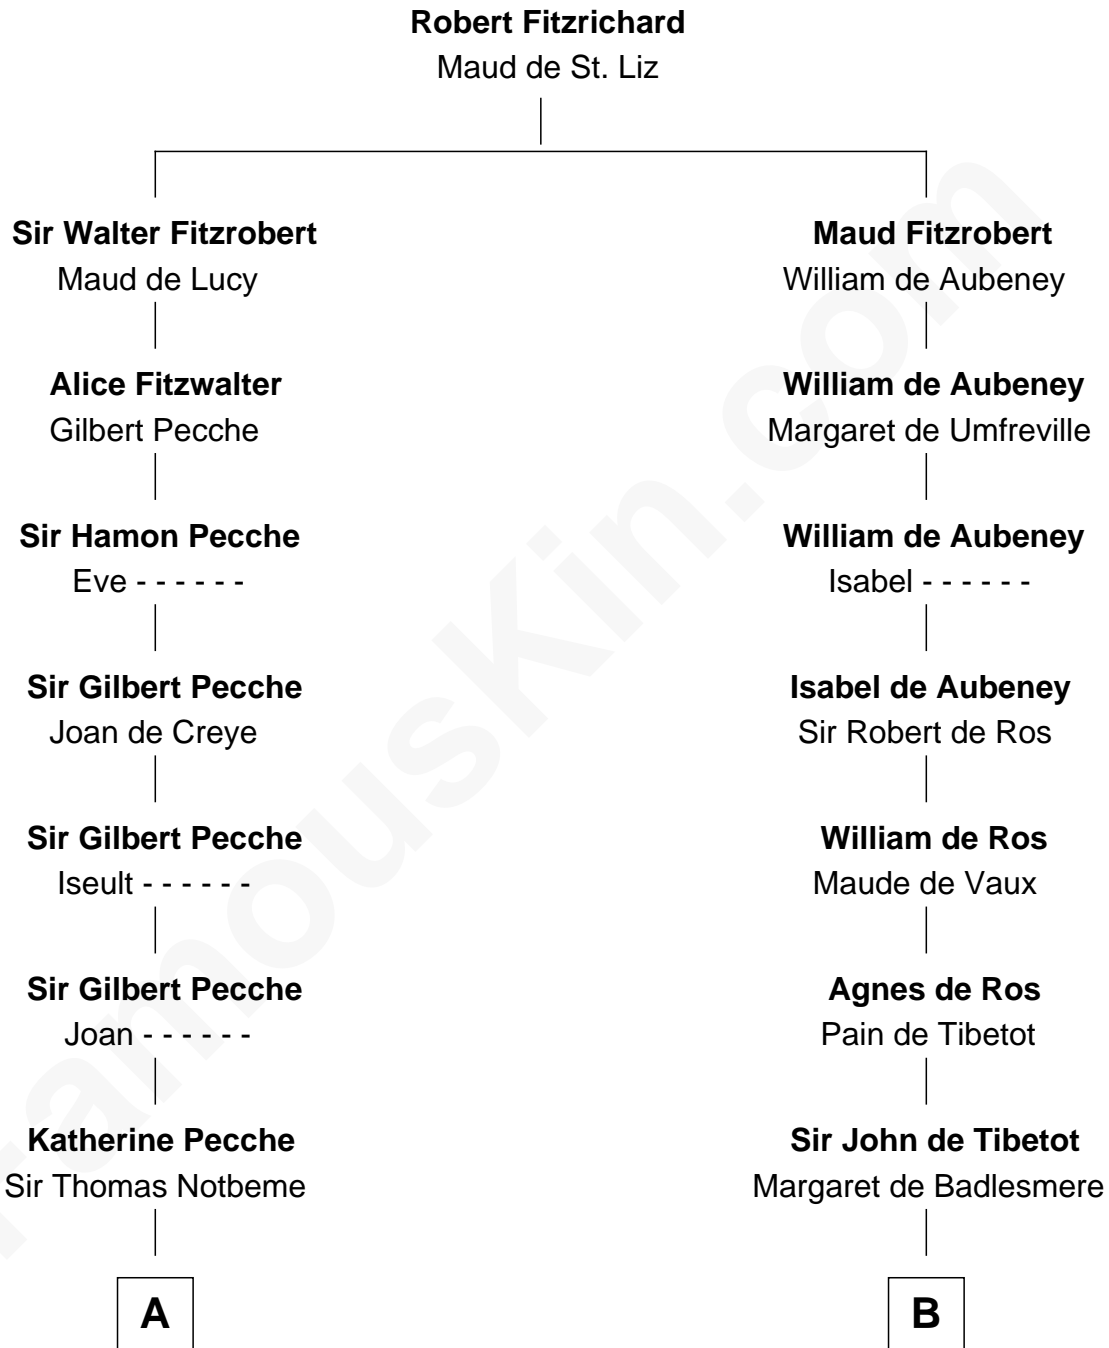 Robert Fitzrichard
Maud de St. Liz
Sir Walter Fitzrobert
Maud de Lucy
Maud Fitzrobert
William de Aubeney
Alice Fitzwalter
Gilbert Pecche
William de Aubeney
Margaret de Umfreville
Sir Hamon Pecche
Eve - - - - - -
William de Aubeney
Isabel - - - - - -
Sir Gilbert Pecche
Joan de Creye
Isabel de Aubeney
Sir Robert de Ros
Sir Gilbert Pecche
Iseult - - - - - -
William de Ros
Maude de Vaux
Sir Gilbert Pecche
Joan - - - - - -
Agnes de Ros
Pain de Tibetot
Katherine Pecche
Sir Thomas Notbeme
Sir John de Tibetot
Margaret de Badlesmere
A
B
FamousKin.com